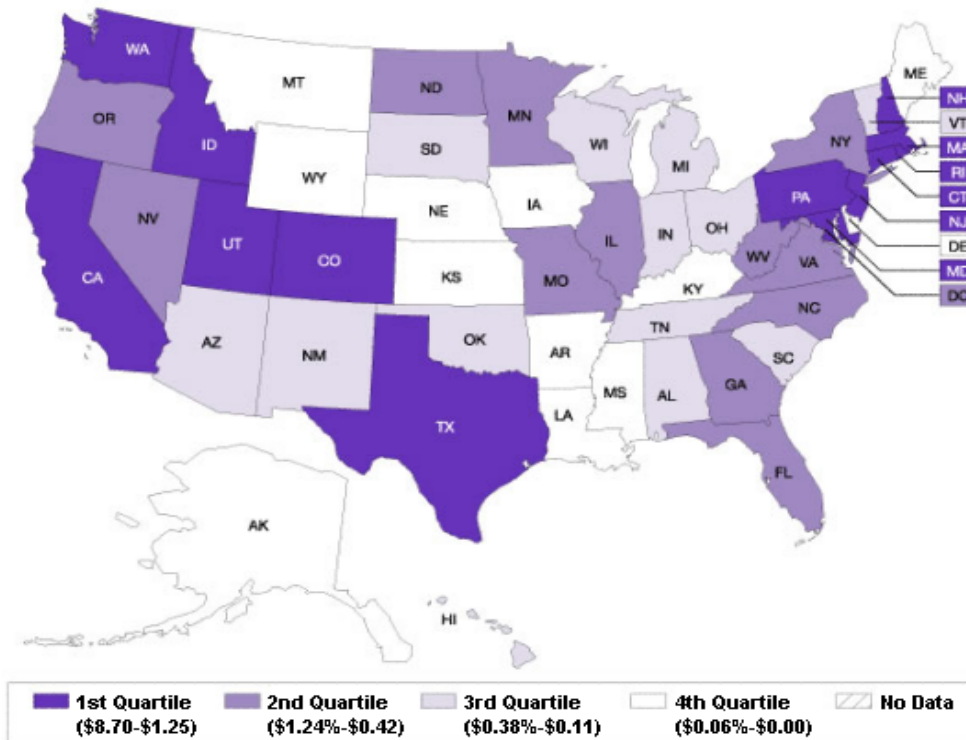 WA
MT
ND
MN
ME
OR
ID
SD
WI
MI
NY
NH
VT
MA
RI
CT
NJ
DE
MD
DC
WY
NE
IA
PA
NV
UT
CO
KS
MO
IL
IN
OH
WV
VA
KY
CA
AZ
NM
OK
AR
TN
NC
SC
MS
AL
GA
LA
TX
FL
AK
HI
1st Quartile 2nd Quartile 3rd Quartile 4th Quartile No Data
($8.70-$1.25) ($1.24%-$0.42) ($0.38%-$0.11) ($0.06%-$0.00)